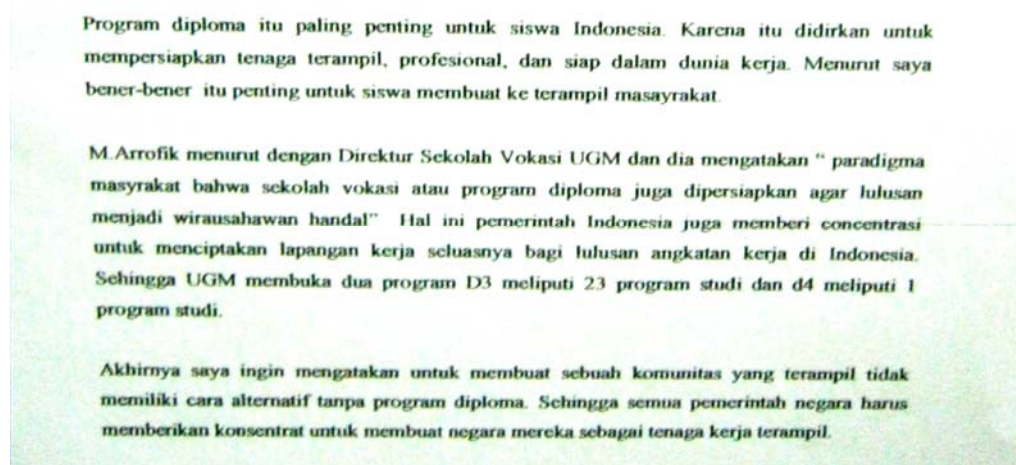 Program diploma itu paling penting untuk siswa Indonesia. Karena itu didirkan untuk
mempersiapkan tenaga terampil, profesional, dan siap dalam dunia kerja. Menurut saya
bener-bener itu penting untuk siswa membuat ke terampil masayrakat.

M.Arrofik menurut dengan Direktur Sekolah Vokasi UGM dan dia mengatakan “ paradigma
masyrakat bahwa sekolah vokasi atau program diploma juga dipersiapkan agar lulusan
menjadi wirausahawan handal” Hal ini pemerintah Indonesia juga memberi concentrasi
untuk menciptakan lapangan kerja seluasnya bagi lulusan angkatan kerja di Indonesia.
Sehingga UGM membuka dua program D3 meliputi 23 program studi dan d4 meliputi 1
program studi.

Akhirnya saya ingin mengatakan untuk membuat sebuah komunitas yang terampil tidak
memiliki cara alternatif tanpa program diploma. Sehingga semua pemerintah negara harus
memberikan konsentrat untuk membuat negara mereka sebagai tenaga kerja terampil.